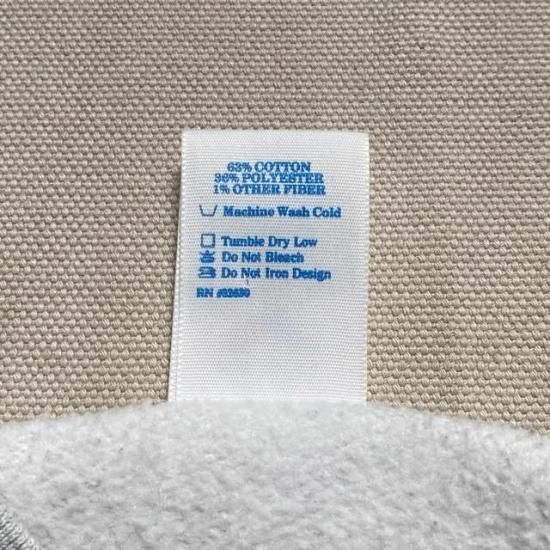 63% COTTON
36% POLYESTER
1% OTHER FIBER
Machine Wash Cold
Tumble Dry Low
Do Not Bleach
Do Not Iron Design
RN #